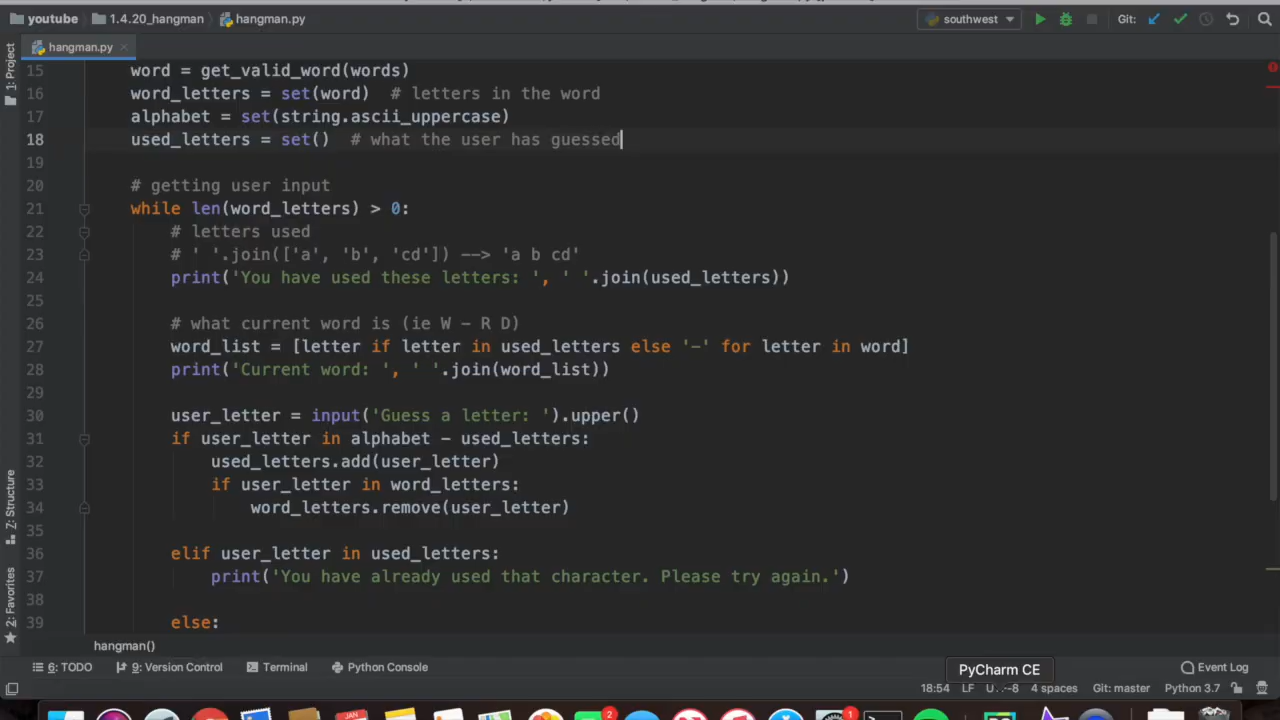 youtube 1.4.20_hangman hangman.py southwest Git:
hangman.py
1: Project
15 word = get_valid_word(words)
16 word_letters = set(word)  # letters in the word
17 alphabet = set(string.ascii_uppercase)
18 used_letters = set()  # what the user has guessed
19
20 # getting user input
21 while len(word_letters) > 0:
22 # letters used
23 # ' '.join(['a', 'b', 'cd']) --> 'a b cd'
24 print('You have used these letters: ', ' '.join(used_letters))
25
26 # what current word is (ie W - R D)
27 word_list = [letter if letter in used_letters else '-' for letter in word]
28 print('Current word: ', ' '.join(word_list))
29
30 user_letter = input('Guess a letter: ').upper()
31 if user_letter in alphabet - used_letters:
32 used_letters.add(user_letter)
33 if user_letter in word_letters:
34 word_letters.remove(user_letter)
35
36 elif user_letter in used_letters:
37 print('You have already used that character. Please try again.')
38
39 else:
Z: Structure
2: Favorites
hangman()
6: TODO 9: Version Control Terminal Python Console Event Log
PyCharm CE
18:54 LF U…-8 4 spaces Git: master Python 3.7
JAN 2 1